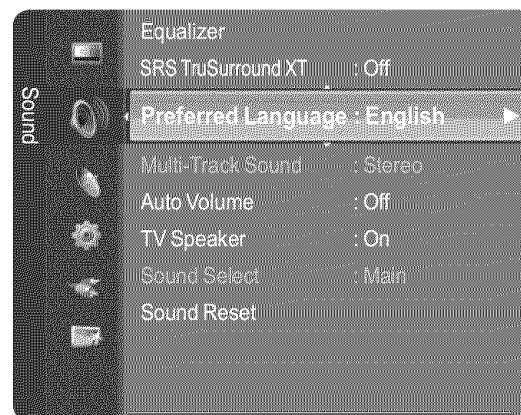 Sound
Equalizer
SRS TruSurround XT : Off
Preferred Language : English
Multi-Track Sound : Stereo
Auto Volume : Off
TV Speaker : On
Sound Select : Main
Sound Reset